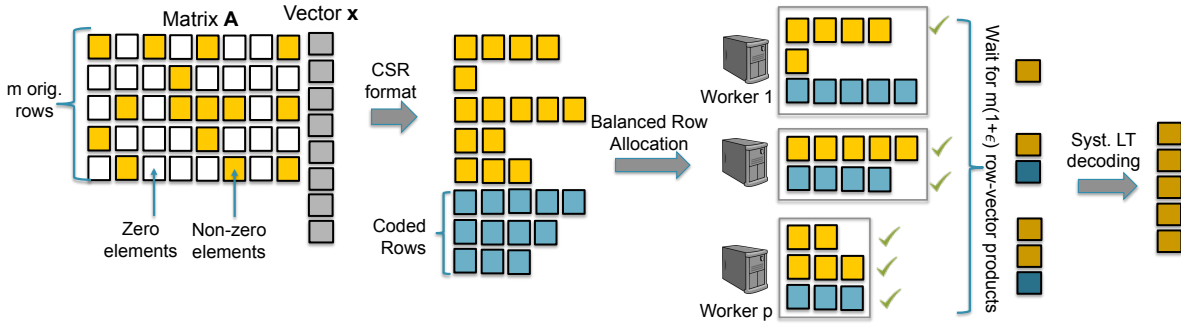 Matrix A
Vector x
m orig.
rows
Zero
elements
Non-zero
elements
CSR
format
Coded
Rows
Balanced Row
Allocation
Worker 1
Worker p
Wait for m(1+ϵ) row-vector products
Syst. LT
decoding